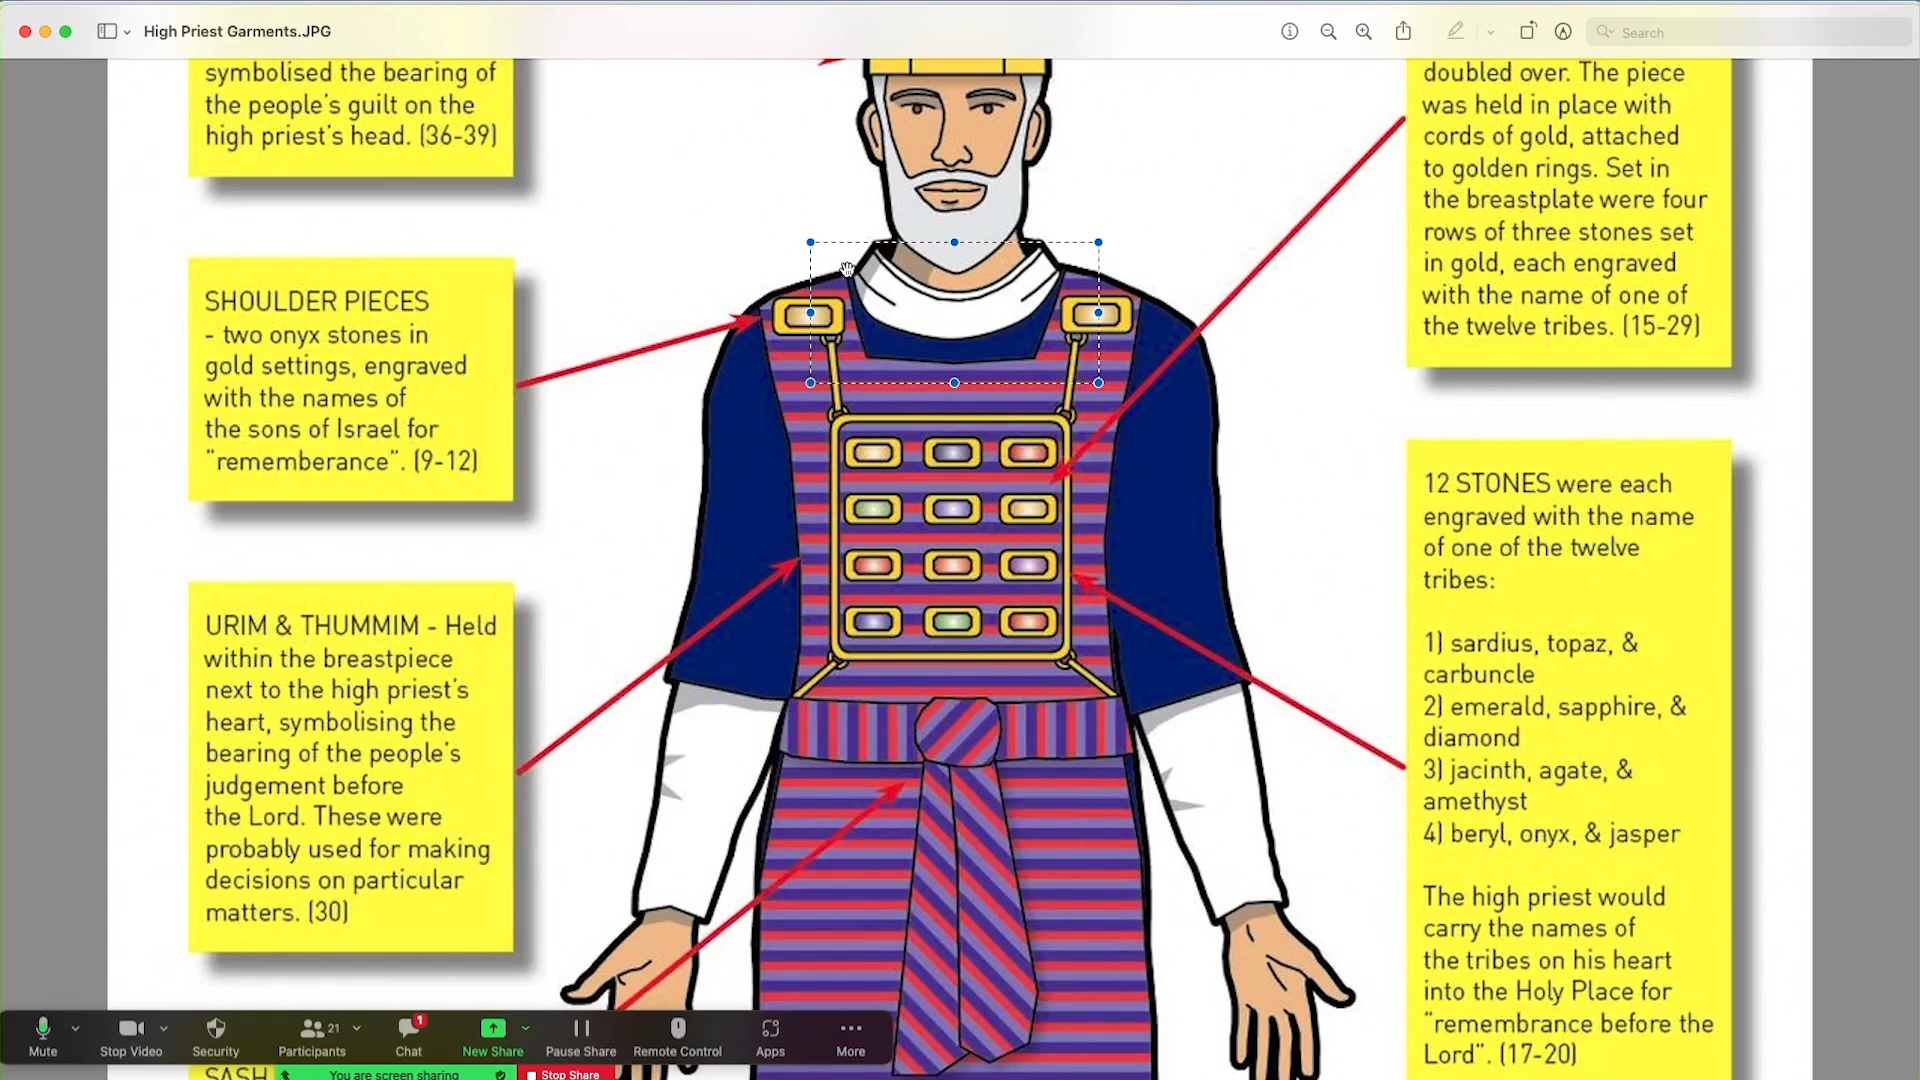 High Priest Garments.JPG
Search
symbolised the bearing of
the people's guilt on the
high priest's head. (36-39)
SHOULDER PIECES
- two onyx stones in
gold settings, engraved
with the names of
the sons of Israel for
“rememberance”. (9-12)
URIM & THUMMIM - Held
within the breastpiece
next to the high priest's
heart, symbolising the
bearing of the people's
judgement before
the Lord. These were
probably used for making
decisions on particular
matters. (30)
SASH
doubled over. The piece
was held in place with
cords of gold, attached
to golden rings. Set in
the breastplate were four
rows of three stones set
in gold, each engraved
with the name of one of
the twelve tribes. (15-29)
12 STONES were each
engraved with the name
of one of the twelve
tribes:
1) sardius, topaz, &
carbuncle
2) emerald, sapphire, &
diamond
3) jacinth, agate, &
amethyst
4) beryl, onyx, & jasper
The high priest would
carry the names of
the tribes on his heart
into the Holy Place for
“remembrance before the
Lord”. (17-20)
21
1
Mute
Stop Video
Security
Participants
Chat
New Share
Pause Share
Remote Control
Apps
More
You are screen sharing
Stop Share